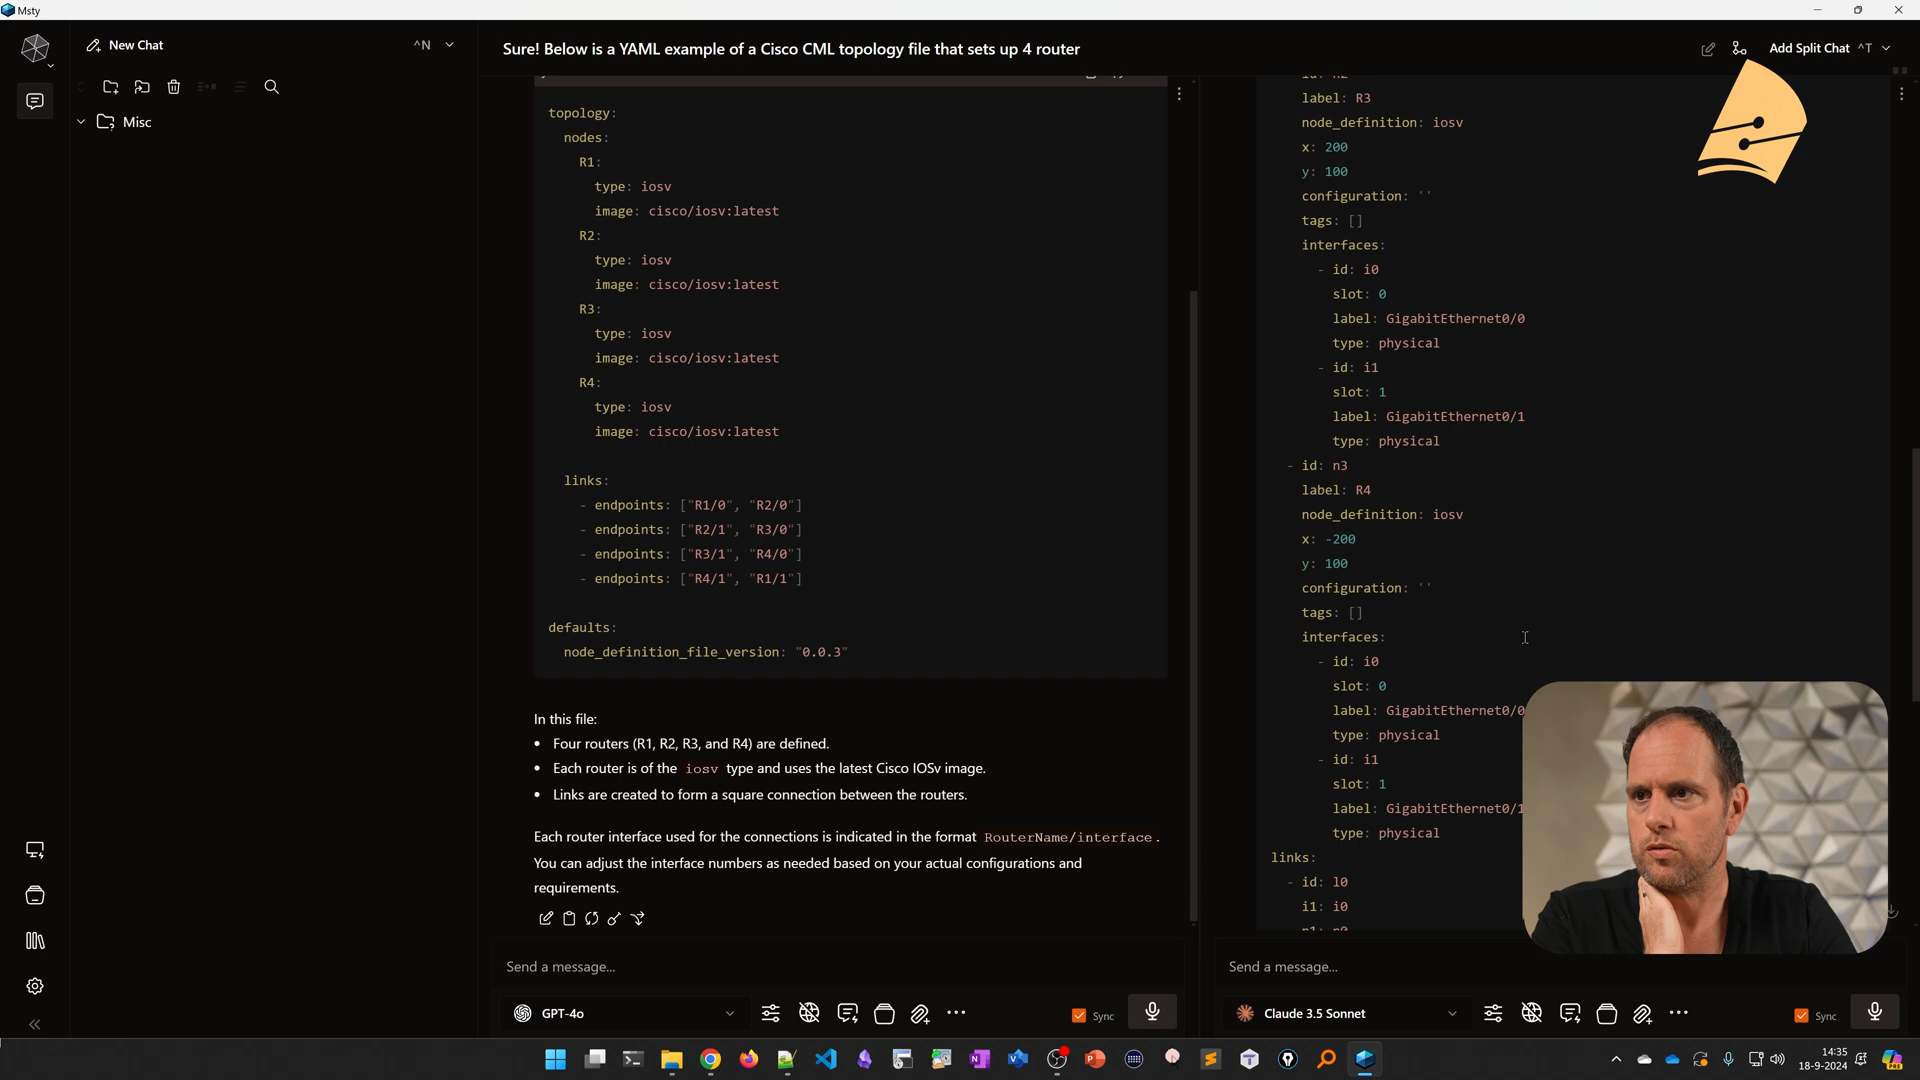 Msty
New Chat
^N
Misc
Sure! Below is a YAML example of a Cisco CML topology file that sets up 4 router
Add Split Chat ^T
topology:
nodes:
R1:
type: iosv
image: cisco/iosv:latest
R2:
type: iosv
image: cisco/iosv:latest
R3:
type: iosv
image: cisco/iosv:latest
R4:
type: iosv
image: cisco/iosv:latest
links:
- endpoints: ["R1/0", "R2/0"]
- endpoints: ["R2/1", "R3/0"]
- endpoints: ["R3/1", "R4/0"]
- endpoints: ["R4/1", "R1/1"]
defaults:
node_definition_file_version: "0.0.3"
In this file:
• Four routers (R1, R2, R3, and R4) are defined.
• Each router is of the iosv type and uses the latest Cisco IOSv image.
• Links are created to form a square connection between the routers.
Each router interface used for the connections is indicated in the format RouterName/interface.
You can adjust the interface numbers as needed based on your actual configurations and
requirements.
Send a message...
GPT-4o
Sync
label: R3
node_definition: iosv
x: 200
y: 100
configuration: ''
tags: []
interfaces:
- id: i0
slot: 0
label: GigabitEthernet0/0
type: physical
- id: i1
slot: 1
label: GigabitEthernet0/1
type: physical
- id: n3
label: R4
node_definition: iosv
x: -200
y: 100
configuration: ''
tags: []
interfaces:
- id: i0
slot: 0
label: GigabitEthernet0/0
type: physical
- id: i1
slot: 1
label: GigabitEthernet0/1
type: physical
links:
- id: l0
i1: i0
Send a message...
Claude 3.5 Sonnet
Sync
14:35
18-9-2024